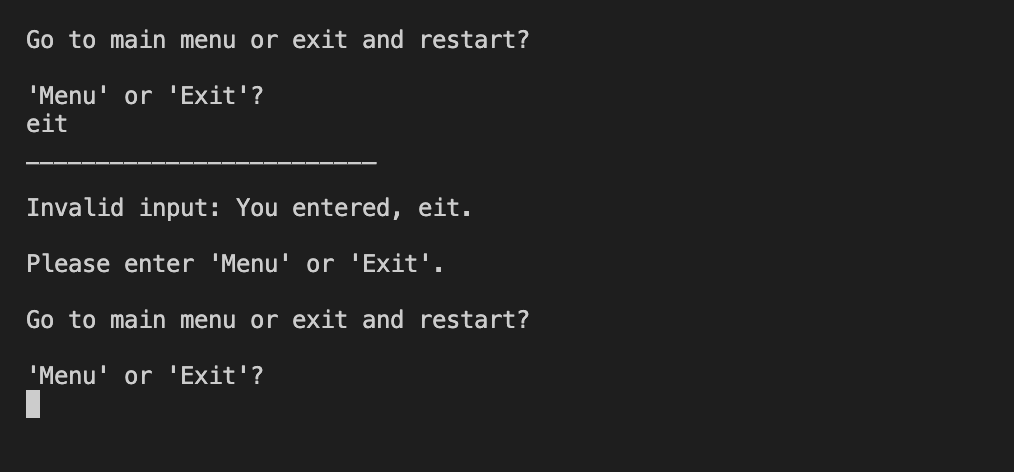 Go to main menu or exit and restart?
'Menu' or 'Exit'?
eit
_________________________
Invalid input: You entered, eit.
Please enter 'Menu' or 'Exit'.
Go to main menu or exit and restart?
'Menu' or 'Exit'?